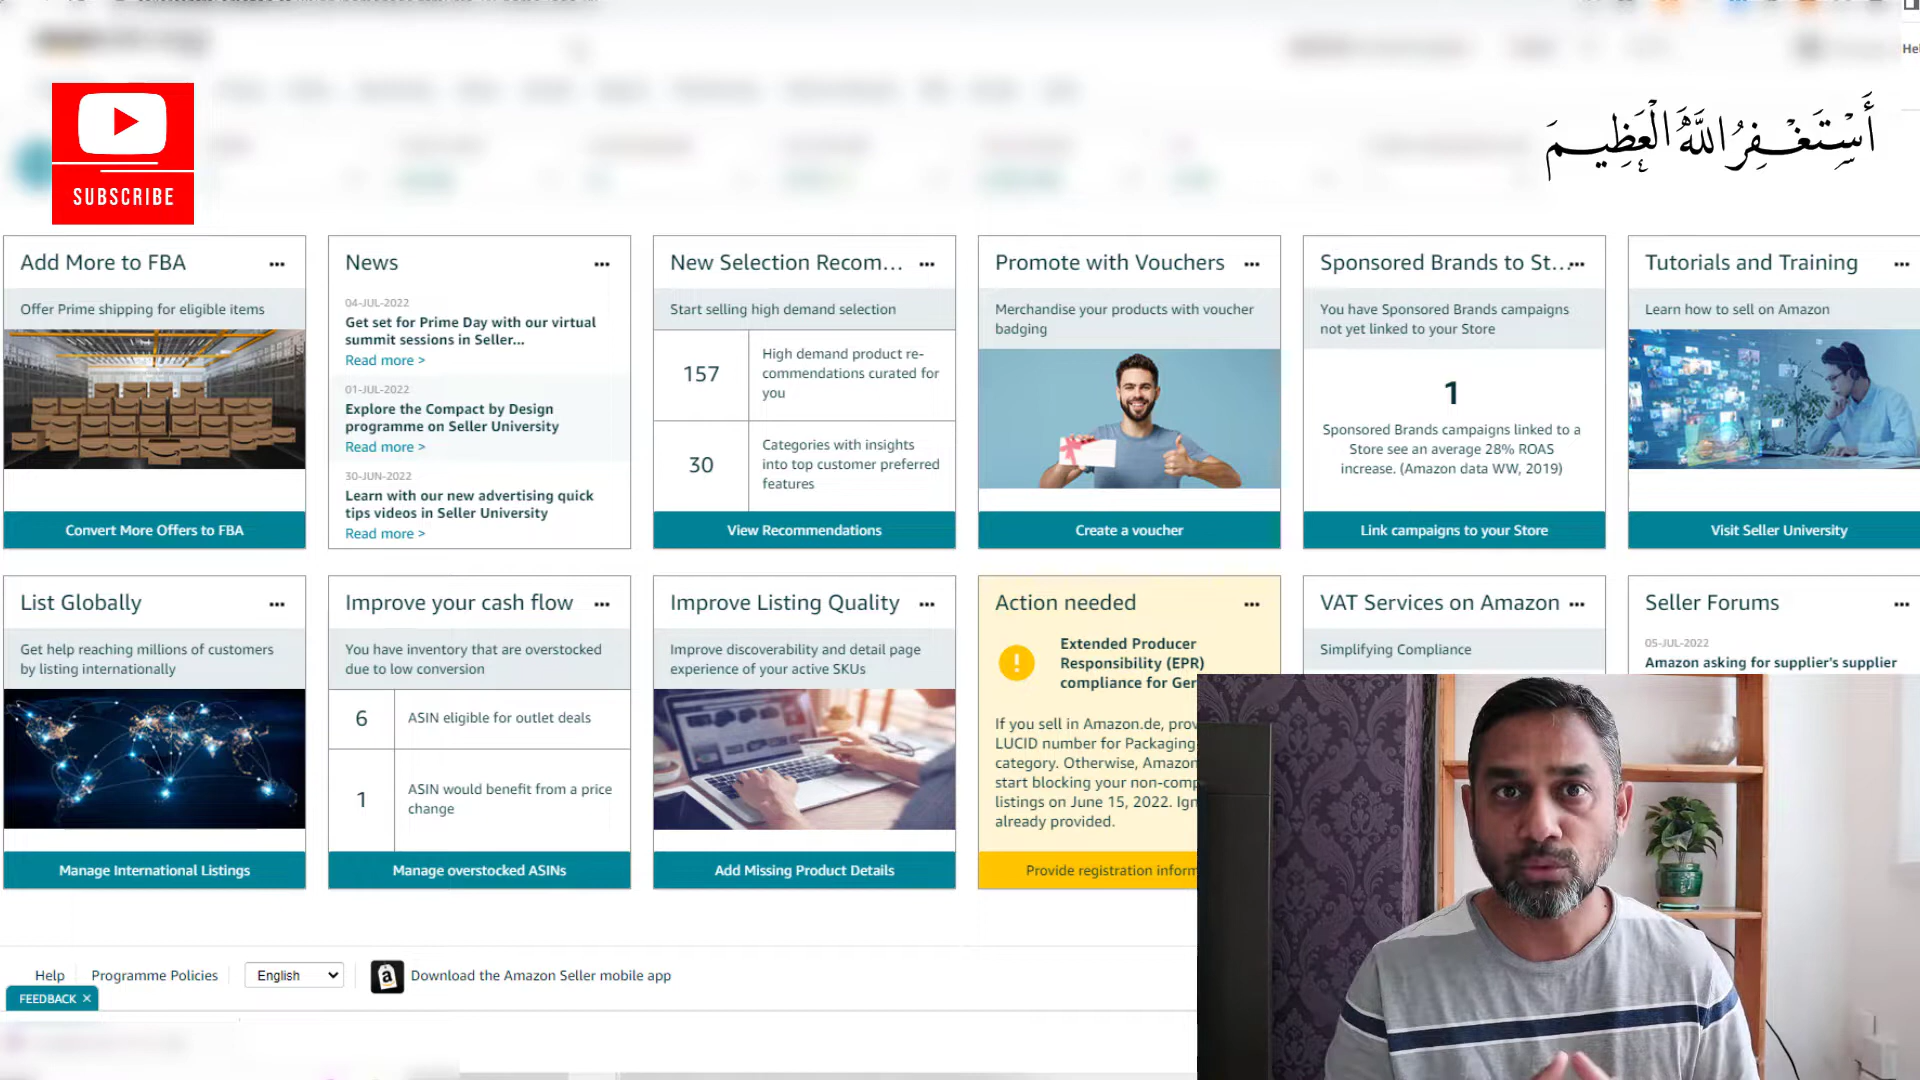 Hel
SUBSCRIBE
أَسْتَغْفِرُ اللَّهَ الْعَظِيمَ
Add More to FBA
Offer Prime shipping for eligible items
Convert More Offers to FBA
News
04-JUL-2022
Get set for Prime Day with our virtual
summit sessions in Seller...
Read more >
01-JUL-2022
Explore the Compact by Design
programme on Seller University
Read more >
30-JUN-2022
Learn with our new advertising quick
tips videos in Seller University
Read more >
New Selection Recom...
Start selling high demand selection
157
High demand product re-
commendations curated for
you
30
Categories with insights
into top customer preferred
features
View Recommendations
Promote with Vouchers
Merchandise your products with voucher
badging
Create a voucher
Sponsored Brands to St...
You have Sponsored Brands campaigns
not yet linked to your Store
1
Sponsored Brands campaigns linked to a
Store see an average 28% ROAS
increase. (Amazon data WW, 2019)
Link campaigns to your Store
Tutorials and Training
Learn how to sell on Amazon
Visit Seller University
List Globally
Get help reaching millions of customers
by listing internationally
Manage International Listings
Improve your cash flow
You have inventory that are overstocked
due to low conversion
6
ASIN eligible for outlet deals
1
ASIN would benefit from a price
change
Manage overstocked ASINs
Improve Listing Quality
Improve discoverability and detail page
experience of your active SKUs
Add Missing Product Details
Action needed
Extended Producer
Responsibility (EPR)
compliance for Ger
If you sell in Amazon.de, prov
LUCID number for Packaging
category. Otherwise, Amazon
start blocking your non-comp
listings on June 15, 2022. Ign
already provided.
Provide registration inform
VAT Services on Amazon
Simplifying Compliance
Seller Forums
05-JUL-2022
Amazon asking for supplier's supplier
Help
Programme Policies
English
Download the Amazon Seller mobile app
FEEDBACK ×